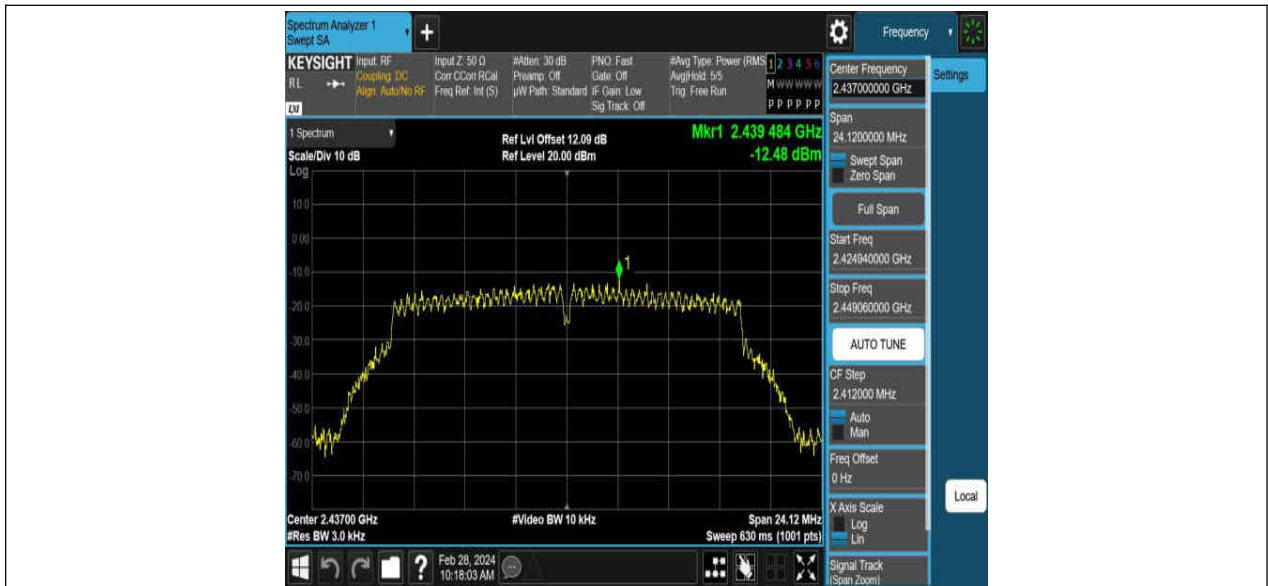 Spectrum Analyzer 1
Swept SA
+
Frequency
KEYSIGHT
RL
LXI
Input: RF
Coupling: DC
Align: Auto/No RF
Input Z: 50 Ω
Corr CCorr RCal
Freq Ref: Int (S)
#Atten: 30 dB
Preamp: Off
µW Path: Standard
PNO: Fast
Gate: Off
IF Gain: Low
Sig Track: Off
#Avg Type: Power (RMS
Avg|Hold: 5/5
Trig: Free Run
1 2 3 4 5 6
M W W W W W
P P P P P P
1 Spectrum
Scale/Div 10 dB
Log
Ref Lvl Offset 12.09 dB
Ref Level 20.00 dBm
Mkr1 2.439 484 GHz
-12.48 dBm
10.0
0.00
-10.0
-20.0
-30.0
-40.0
-50.0
-60.0
-70.0
1
Center 2.43700 GHz
#Res BW 3.0 kHz
#Video BW 10 kHz
Span 24.12 MHz
Sweep 630 ms (1001 pts)
Center Frequency
2.437000000 GHz
Settings
Span
24.1200000 MHz
Swept Span
Zero Span
Full Span
Start Freq
2.424940000 GHz
Stop Freq
2.449060000 GHz
AUTO TUNE
CF Step
2.412000 MHz
Auto
Man
Freq Offset
0 Hz
X Axis Scale
Log
Lin
Local
Signal Track
(Span Zoom)
?
Feb 28, 2024
10:18:03 AM